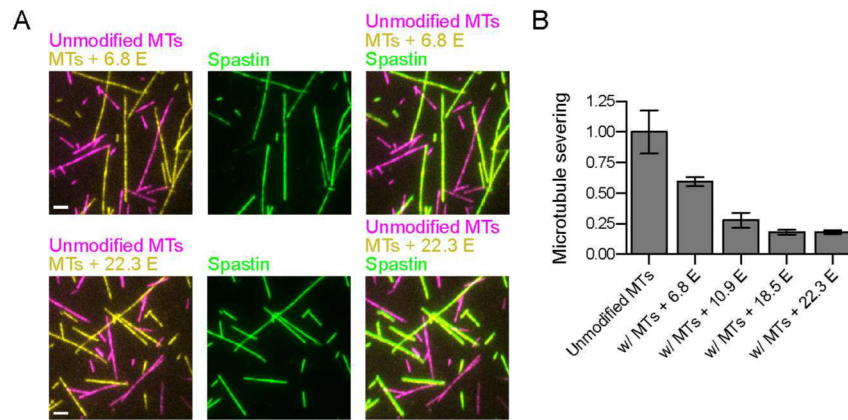 A
Unmodified MTs
MTs + 6.8 E
Spastin
Unmodified MTs
MTs + 6.8 E
Spastin
Unmodified MTs
MTs + 22.3 E
Spastin
Unmodified MTs
MTs + 22.3 E
Spastin
B
Microtubule severing
1.25
1.00
0.75
0.50
0.25
0.00
Unmodified MTs
w/ MTs + 6.8 E
w/ MTs + 10.9 E
w/ MTs + 18.5 E
w/ MTs + 22.3 E